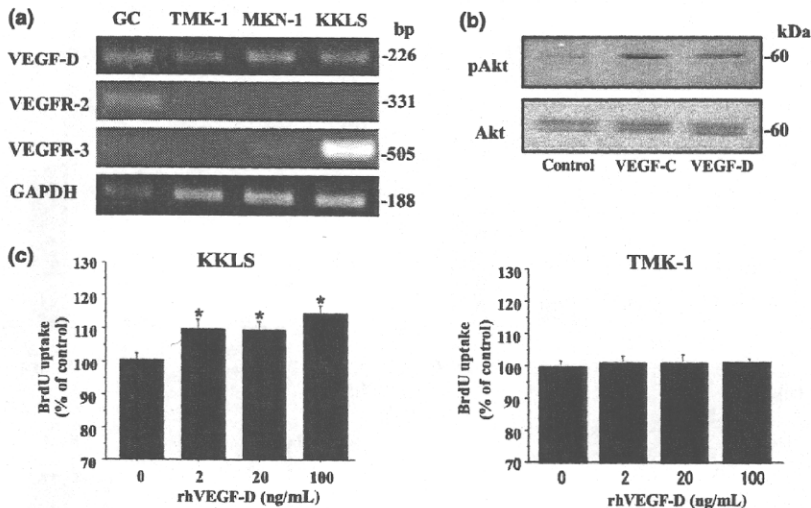 (a)
GC TMK-1 MKN-1 KKLS bp
VEGF-D -226
VEGFR-2 -331
VEGFR-3 -505
GAPDH -188
(b)
kDa
pAkt -60
Akt -60
Control VEGF-C VEGF-D
(c)
KKLS
BrdU uptake
(% of control)
130
120
110
100
90
80
70
* * *
0 2 20 100
rhVEGF-D (ng/mL)
TMK-1
BrdU uptake
(% of control)
130
120
110
100
90
80
70
0 2 20 100
rhVEGF-D (ng/mL)